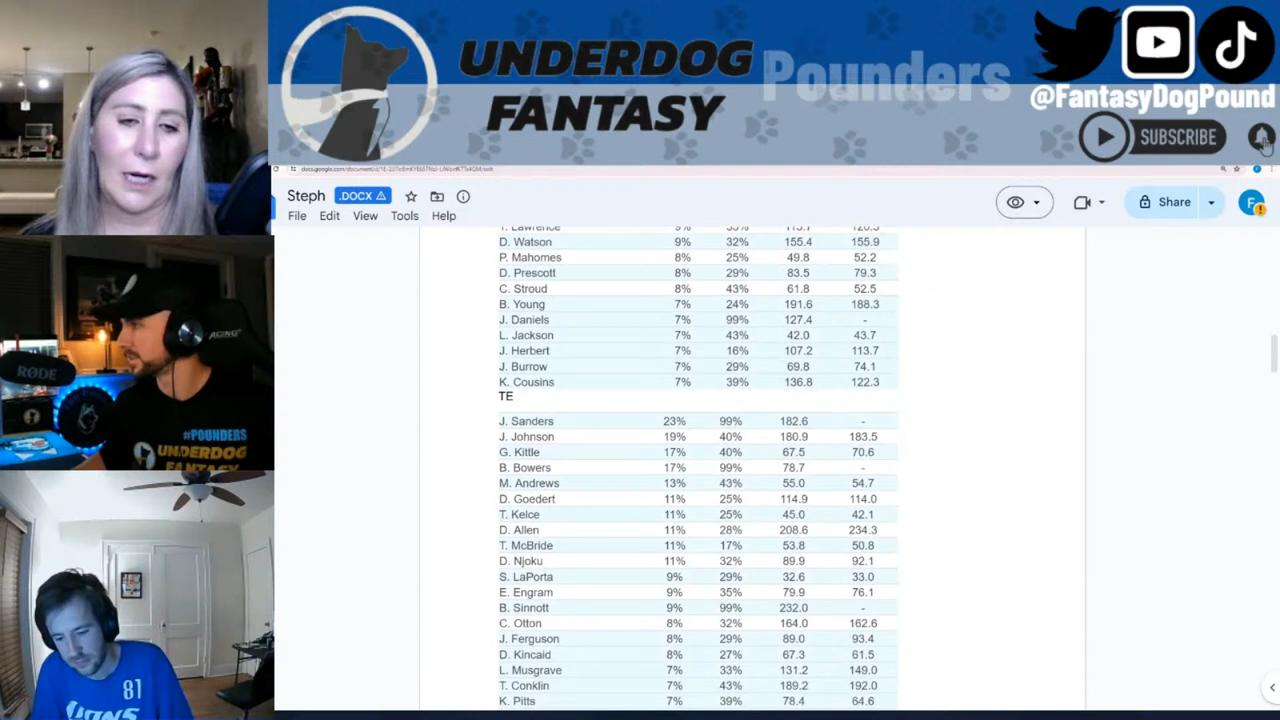 UNDERDOG
FANTASY
Pounders
@FantasyDogPound
SUBSCRIBE
Steph
.DOCX
File Edit View Tools Help
Share
F
D. Watson 9% 32% 155.4 155.9
P. Mahomes 8% 25% 49.8 52.2
D. Prescott 8% 29% 83.5 79.3
C. Stroud 8% 43% 61.8 52.5
B. Young 7% 24% 191.6 188.3
J. Daniels 7% 99% 127.4 -
L. Jackson 7% 43% 42.0 43.7
J. Herbert 7% 16% 107.2 113.7
J. Burrow 7% 29% 69.8 74.1
K. Cousins 7% 39% 136.8 122.3
TE
J. Sanders 23% 99% 182.6 -
J. Johnson 19% 40% 180.9 183.5
G. Kittle 17% 40% 67.5 70.6
B. Bowers 17% 99% 78.7 -
M. Andrews 13% 43% 55.0 54.7
D. Goedert 11% 25% 114.9 114.0
T. Kelce 11% 25% 45.0 42.1
D. Allen 11% 28% 208.6 234.3
T. McBride 11% 17% 53.8 50.8
D. Njoku 11% 32% 89.9 92.1
S. LaPorta 9% 29% 32.6 33.0
E. Engram 9% 35% 79.9 76.1
B. Sinnott 9% 99% 232.0 -
C. Otton 8% 32% 164.0 162.6
J. Ferguson 8% 29% 89.0 93.4
D. Kincaid 8% 27% 67.3 61.5
L. Musgrave 7% 33% 131.2 149.0
T. Conklin 7% 43% 189.2 192.0
K. Pitts 7% 39% 78.4 64.6
RØDE
#POUNDERS
UNDERDOG
FANTASY
81
LIONS